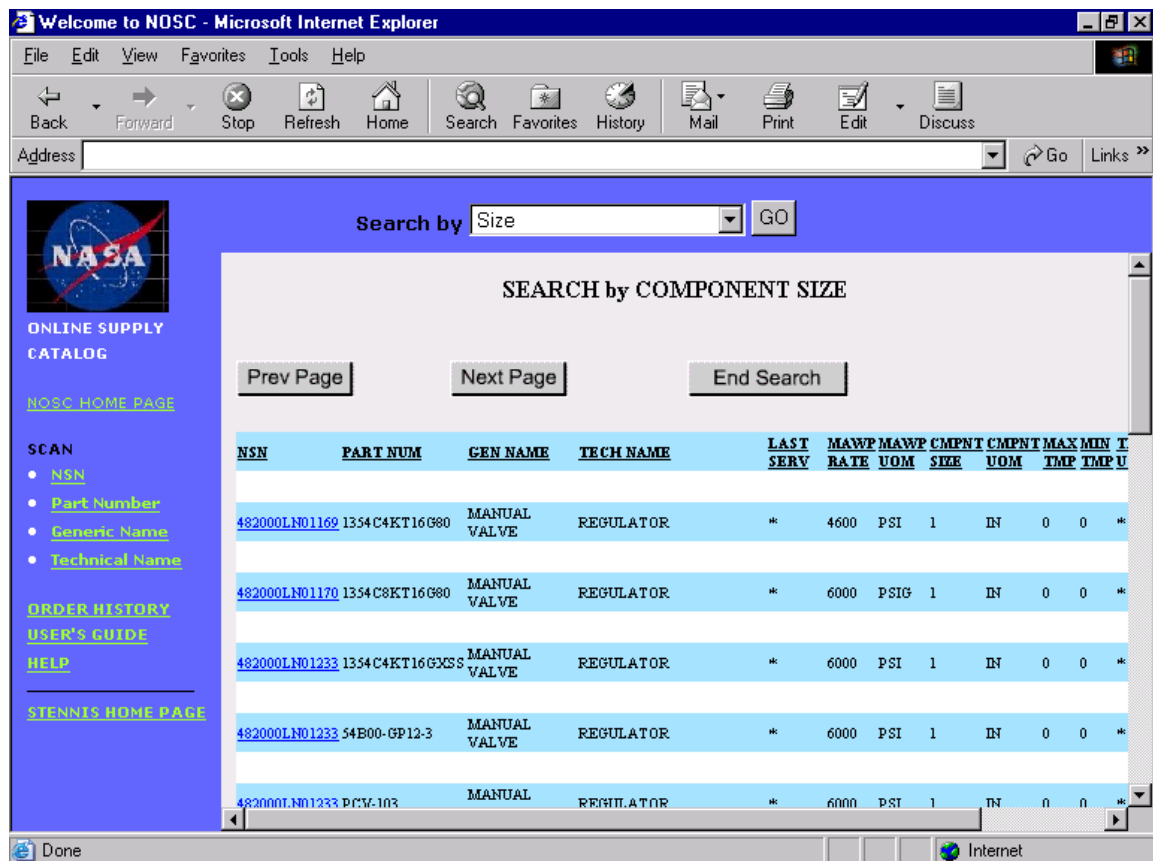 Welcome to NOSC - Microsoft Internet Explorer
File Edit View Favorites Tools Help
Back Forward Stop Refresh Home Search Favorites History Mail Print Edit Discuss
Address Go Links »
Search by Size GO
NASA
ONLINE SUPPLY
CATALOG
NOSC HOME PAGE
SCAN
• NSN
• Part Number
• Generic Name
• Technical Name
ORDER HISTORY
USER'S GUIDE
HELP
STENNIS HOME PAGE
SEARCH by COMPONENT SIZE
Prev Page Next Page End Search
LAST MAWP MAWP CMPNT CMPNT MAX MIN T
NSN PART NUM GEN NAME TECH NAME SERV RATE UOM SIZE UOM TMP TMP U
482000LN01169 1354C4KT16G80 MANUAL VALVE REGULATOR * 4600 PSI 1 IN 0 0 *
482000LN01170 1354C8KT16G80 MANUAL VALVE REGULATOR * 6000 PSIG 1 IN 0 0 *
482000LN01233 1354C4KT16GXSS MANUAL VALVE REGULATOR * 6000 PSI 1 IN 0 0 *
482000LN01233 54B00-GP12-3 MANUAL VALVE REGULATOR * 6000 PSI 1 IN 0 0 *
482000LN01233 PCV-103 MANUAL REGULATOR * 6000 PSI 1 IN 0 0 *
Done Internet